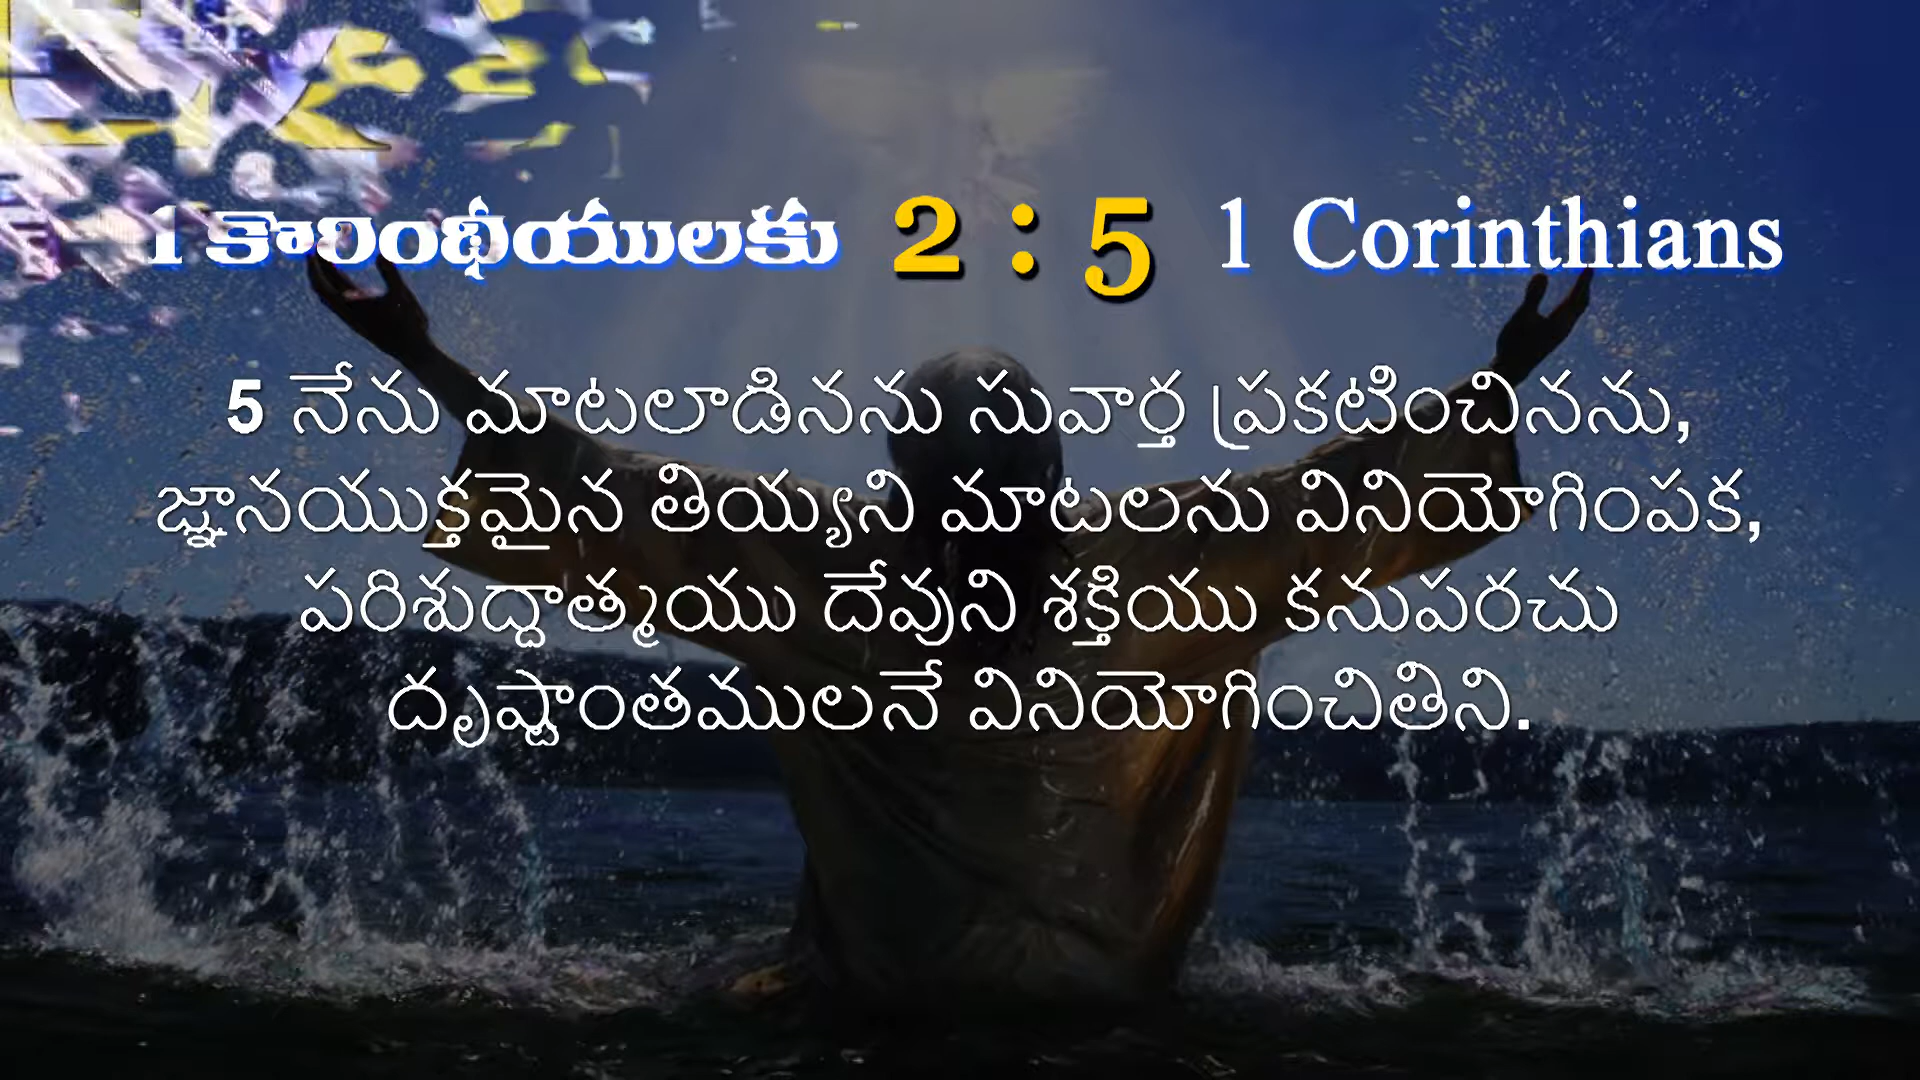 1 కొరింథీయులకు 2 : 5 1 Corinthians
5 నేను మాటలాడినను సువార్త ప్రకటించినను,
జ్ఞానయుక్తమైన తియ్యని మాటలను వినియోగింపక,
పరిశుద్ధాత్మయు దేవుని శక్తియు కనుపరచు
దృష్టాంతములనే వినియోగించితిని.